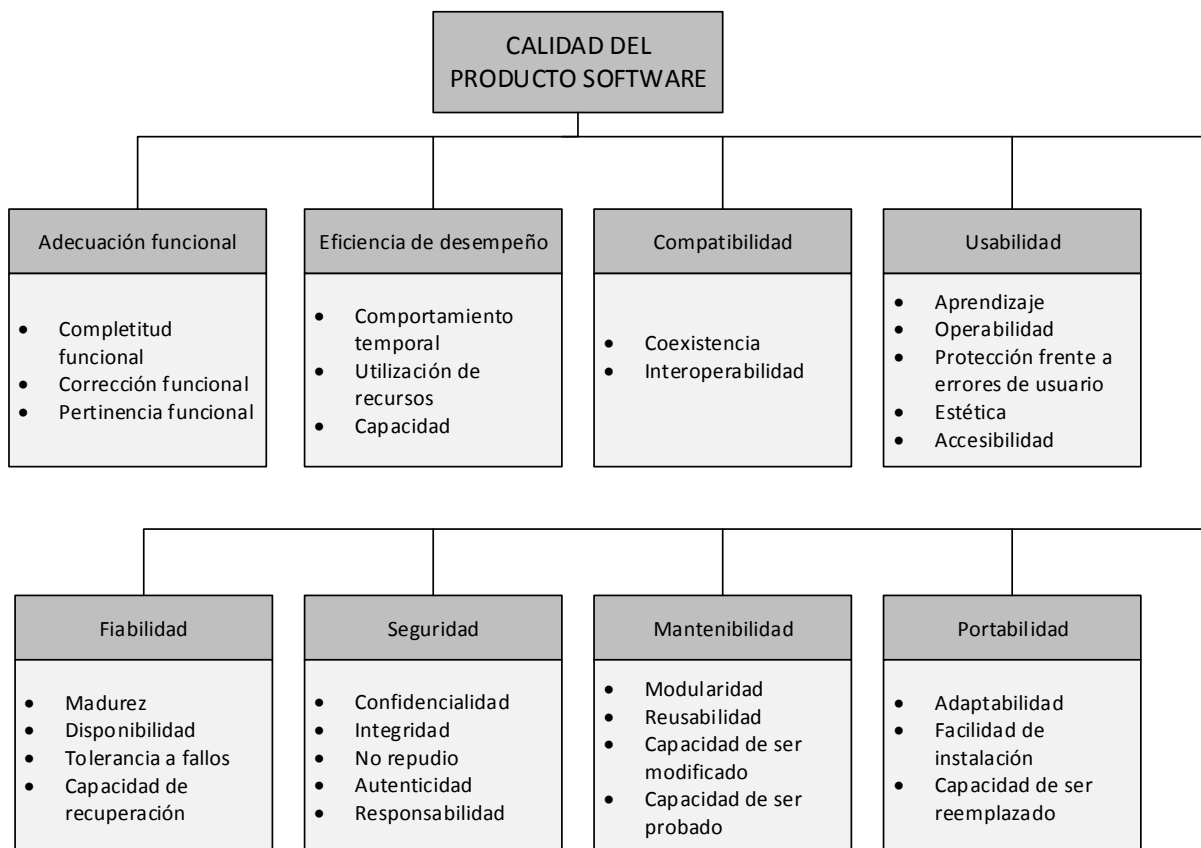 CALIDAD DEL
PRODUCTO SOFTWARE
Adecuación funcional
• Completitud
funcional
• Corrección funcional
• Pertinencia funcional
Eficiencia de desempeño
• Comportamiento
temporal
• Utilización de
recursos
• Capacidad
Compatibilidad
• Coexistencia
• Interoperabilidad
Usabilidad
• Aprendizaje
• Operabilidad
• Protección frente a
errores de usuario
• Estética
• Accesibilidad
Fiabilidad
• Madurez
• Disponibilidad
• Tolerancia a fallos
• Capacidad de
recuperación
Seguridad
• Confidencialidad
• Integridad
• No repudio
• Autenticidad
• Responsabilidad
Mantenibilidad
• Modularidad
• Reusabilidad
• Capacidad de ser
modificado
• Capacidad de ser
probado
Portabilidad
• Adaptabilidad
• Facilidad de
instalación
• Capacidad de ser
reemplazado